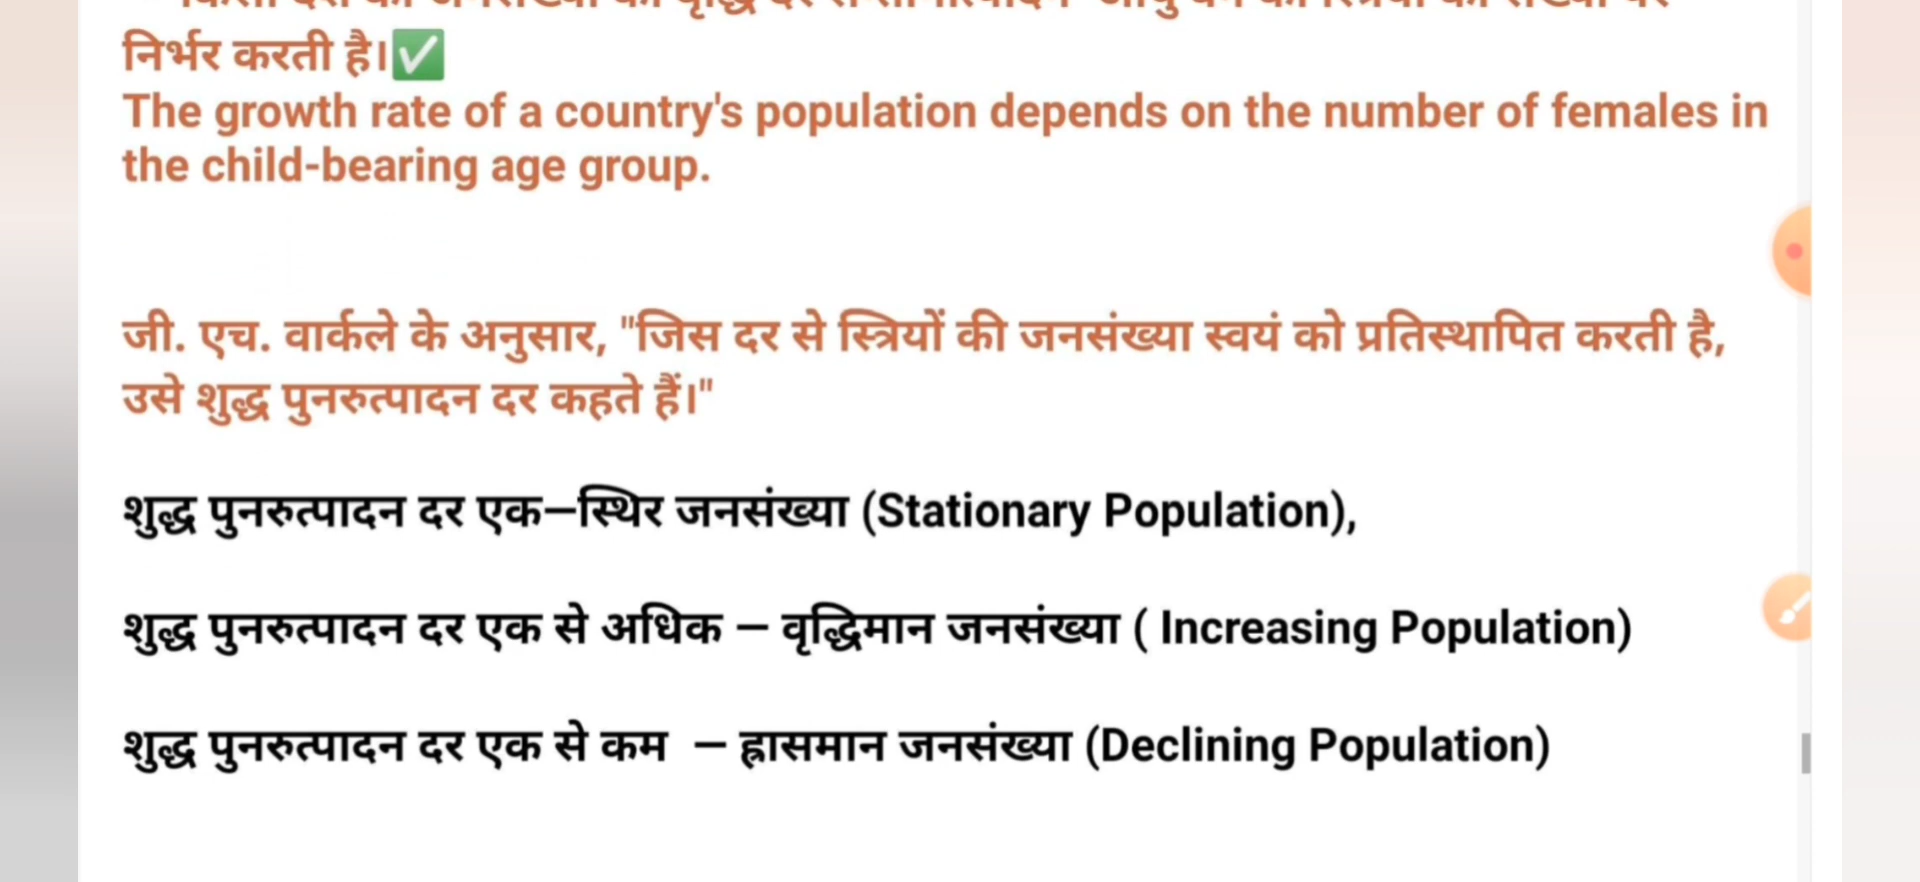 निर्भर करती है।✅
The growth rate of a country's population depends on the number of females in
the child-bearing age group.
जी. एच. वार्कले के अनुसार, "जिस दर से स्त्रियों की जनसंख्या स्वयं को प्रतिस्थापित करती है,
उसे शुद्ध पुनरुत्पादन दर कहते हैं।"
शुद्ध पुनरुत्पादन दर एक–स्थिर जनसंख्या (Stationary Population),
शुद्ध पुनरुत्पादन दर एक से अधिक – वृद्धिमान जनसंख्या ( Increasing Population)
शुद्ध पुनरुत्पादन दर एक से कम – ह्रासमान जनसंख्या (Declining Population)